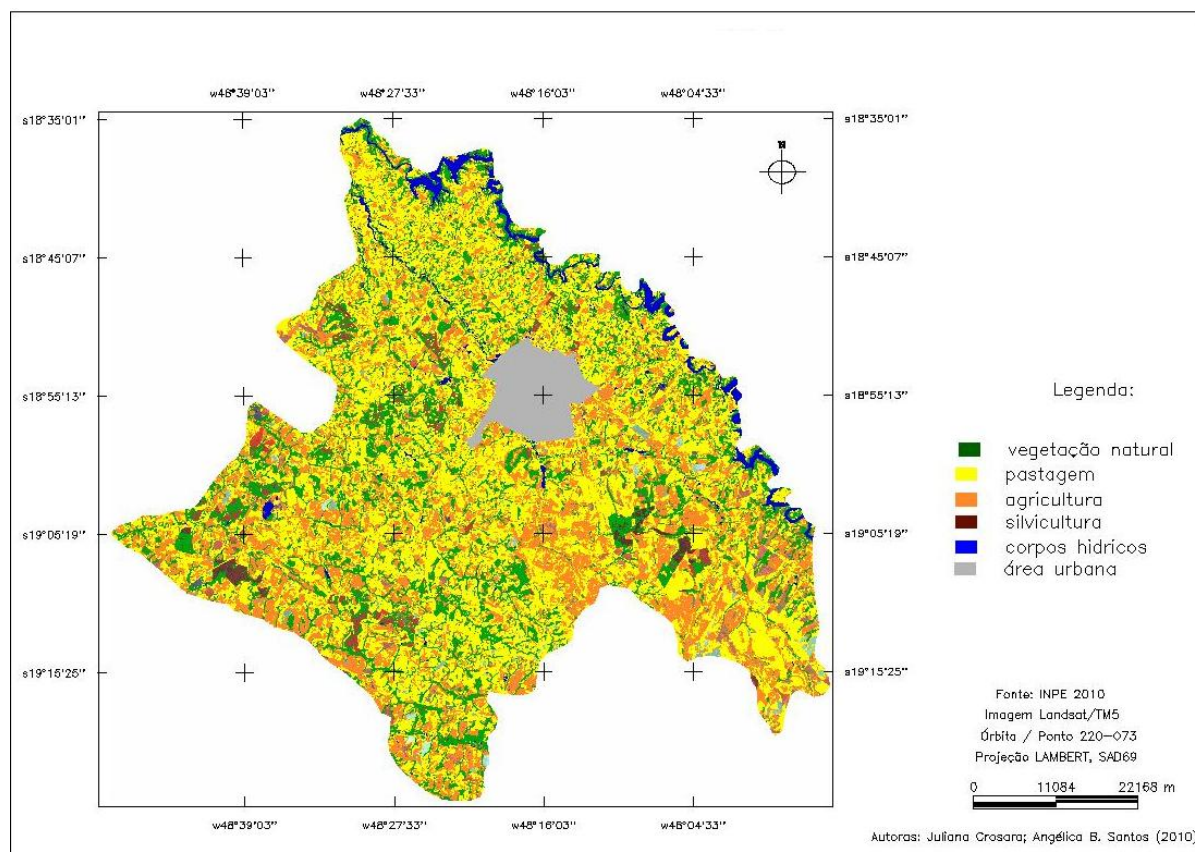 w48°39'03'' w48°27'33'' w48°16'03'' w48°04'33''
s18°35'01'' s18°35'01''
N
s18°45'07'' s18°45'07''
s18°55'13'' s18°55'13''
Legenda:
vegetação natural
pastagem
agricultura
silvicultura
corpos hídricos
área urbana
s19°05'19'' s19°05'19''
s19°15'25'' s19°15'25''
Fonte: INPE 2010
Imagem Landsat/TM5
Órbita / Ponto 220-073
Projeção LAMBERT, SAD69
0 11084 22168 m
w48°39'03'' w48°27'33'' w48°16'03'' w48°04'33''
Autoras: Juliana Crosara; Angélica B. Santos (2010)